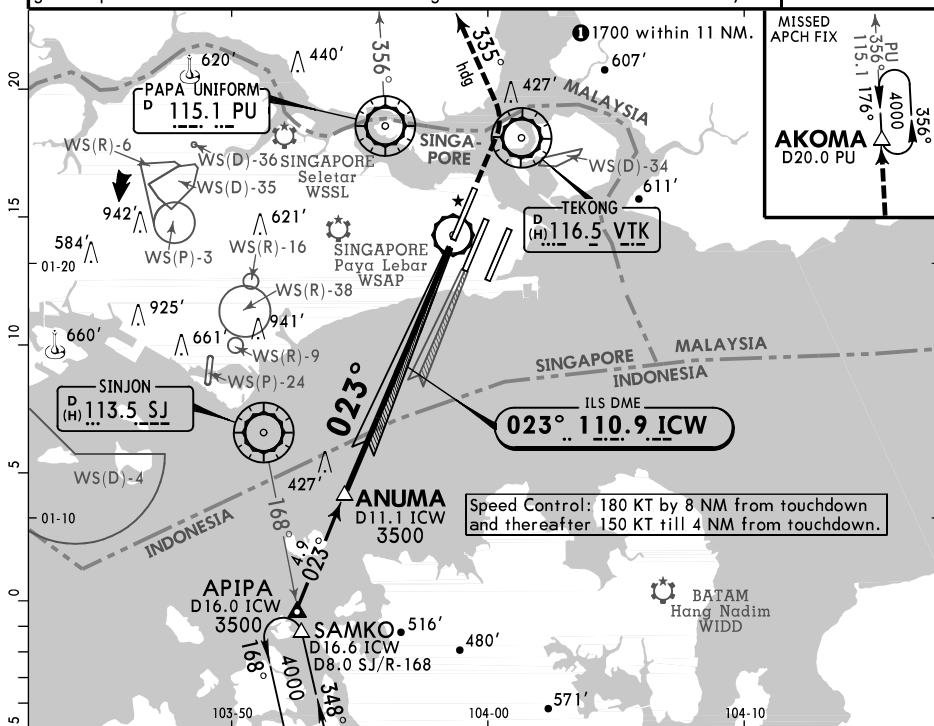 ❶1700 within 11 NM.
MISSED
APCH FIX
PU
115.1
356°
176°
4000
356°
AKOMA
D20.0 PU
356°
335°
hdg
620'
440'
607'
427'
MALAYSIA
20
PAPA UNIFORM
D 115.1 PU
WS(R)-6
WS(D)-36
SINGAPORE
Seletar
WSSL
SINGA-
PORE
WS(D)-34
WS(D)-35
611'
15
942'
621'
TEKONG
D
(H) 116.5 VTK
584'
01-20
WS(P)-3
WS(R)-16
SINGAPORE
Paya Lebar
WSAP
WS(R)-38
925'
941'
10
660'
661'
WS(R)-9
WS(P)-24
SINGAPORE
MALAYSIA
INDONESIA
SINJON
D
(H) 113.5 SJ
023°
ILS DME
023° 110.9 ICW
5
WS(D)-4
427'
ANUMA
D11.1 ICW
3500
Speed Control: 180 KT by 8 NM from touchdown
and thereafter 150 KT till 4 NM from touchdown.
01-10
INDONESIA
168°
4.9
023°
0
APIPA
D16.0 ICW
3500
SAMKO
D16.6 ICW
D8.0 SJ/R-168
516'
480'
BATAM
Hang Nadim
WIDD
168°
4000
348°
571'
5
103-50
104-00
104-10